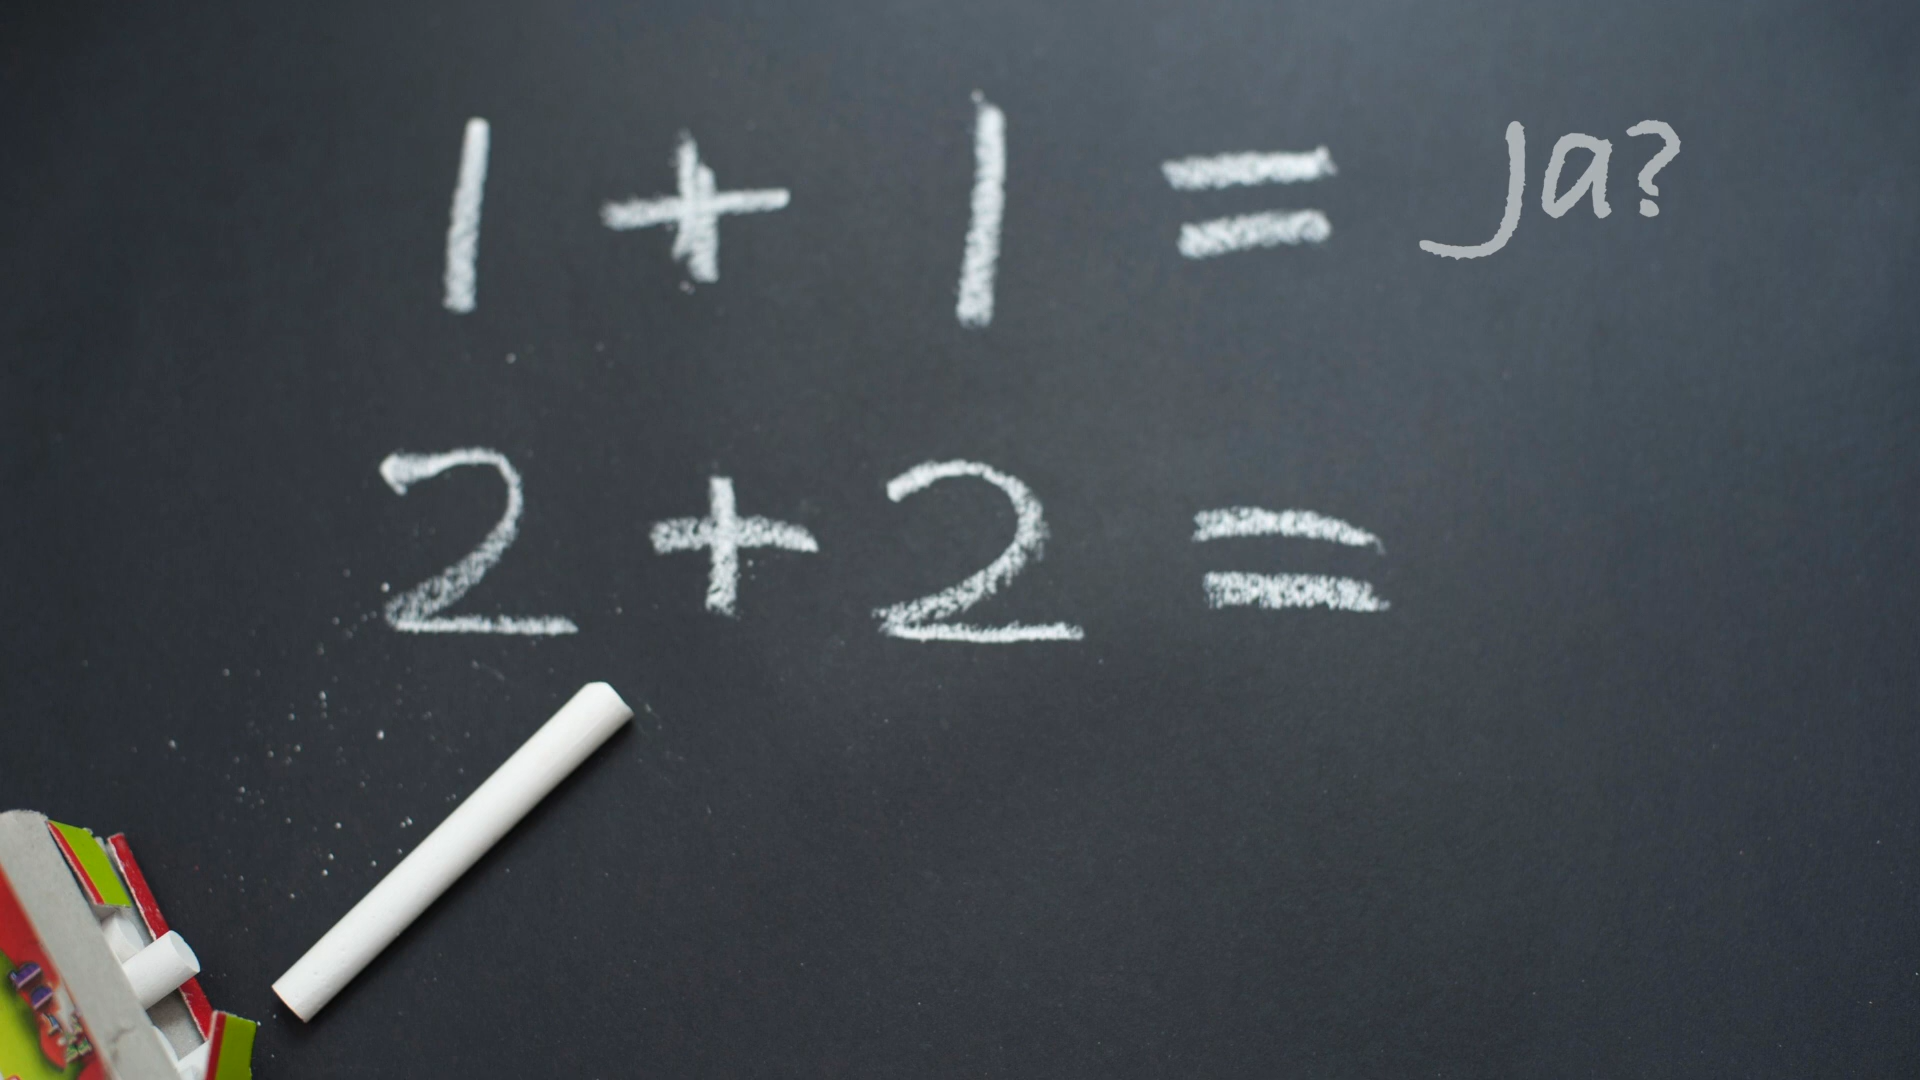 1 + 1 = ja?
2 + 2 =